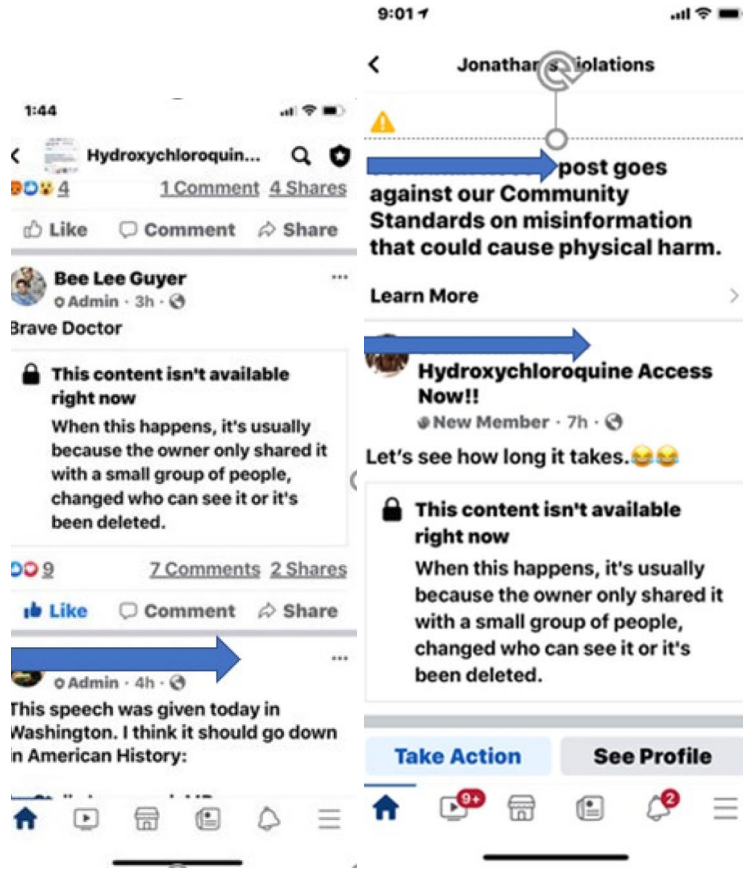 1:44
Hydroxychloroquin...
4 1 Comment 4 Shares
Like Comment Share
Bee Lee Guyer
Admin · 3h ·
Brave Doctor
This content isn't available
right now
When this happens, it's usually
because the owner only shared it
with a small group of people,
changed who can see it or it's
been deleted.
9 7 Comments 2 Shares
Like Comment Share
Admin · 4h ·
This speech was given today in
Washington. I think it should go down
in American History:
9:01
Jonathan's Violations
post goes
against our Community
Standards on misinformation
that could cause physical harm.
Learn More
Hydroxychloroquine Access
Now!!
New Member · 7h ·
Let's see how long it takes.😂😂
This content isn't available
right now
When this happens, it's usually
because the owner only shared it
with a small group of people,
changed who can see it or it's
been deleted.
Take Action See Profile
9+ 2